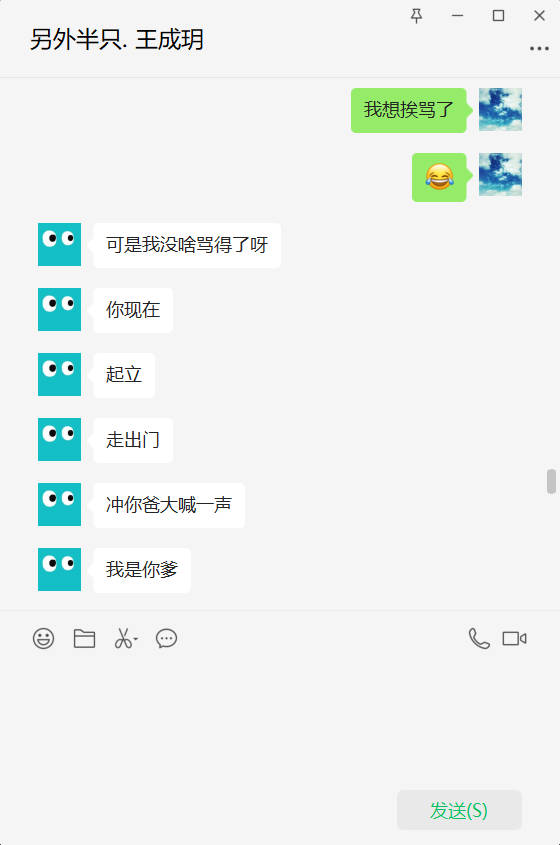 另外半只. 王成玥
我想挨骂了
😂
可是我没啥骂得了呀
你现在
起立
走出门
冲你爸大喊一声
我是你爹
发送(S)